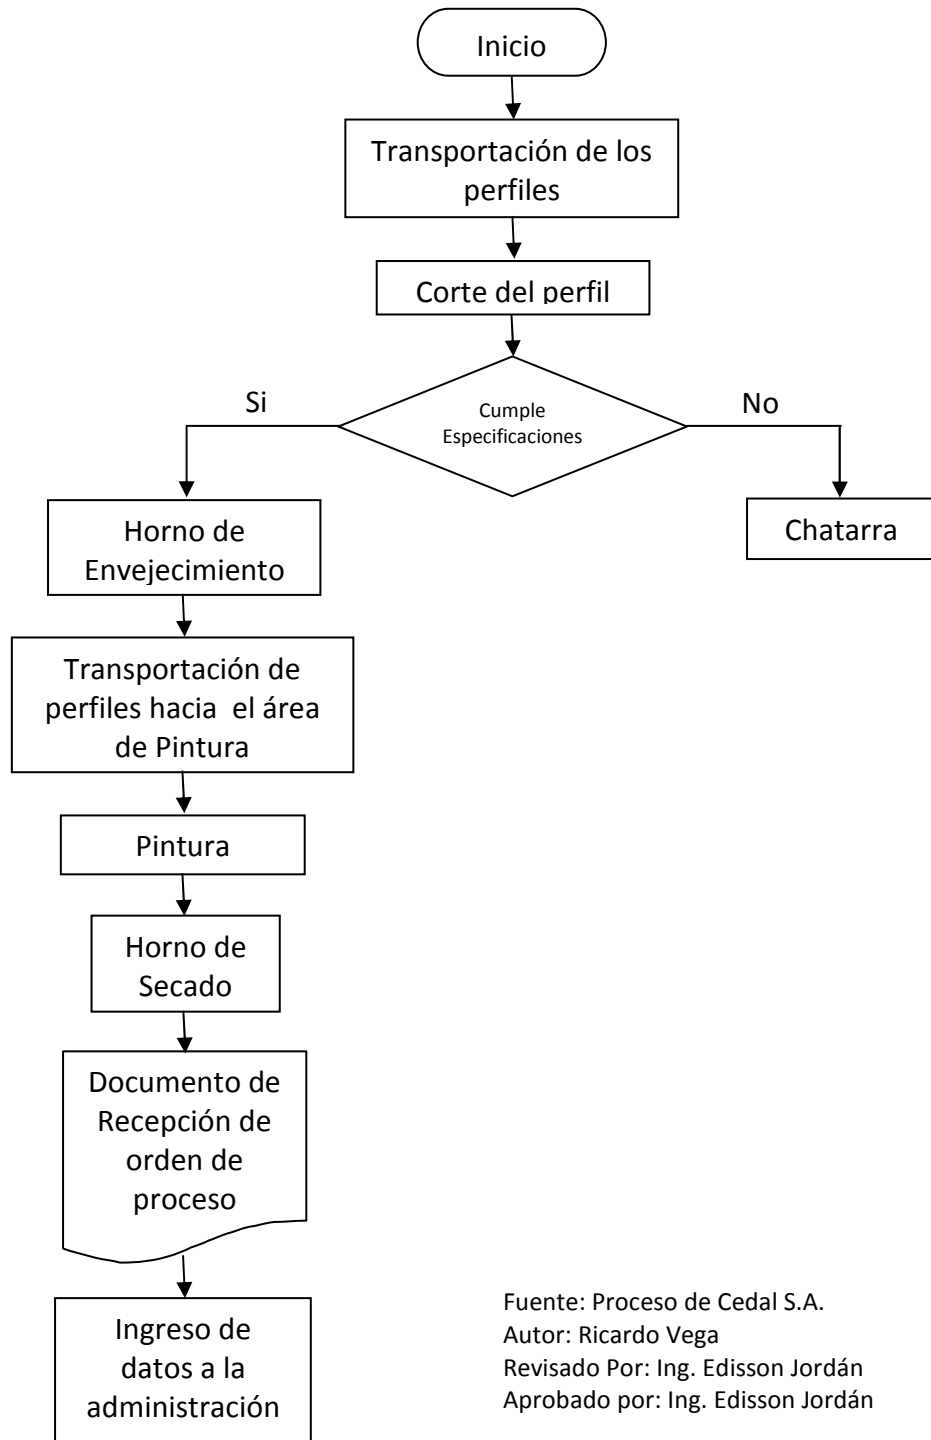 Inicio
Transportación de los
perfiles
Corte del perfil
Si
No
Cumple
Especificaciones
Horno de
Envejecimiento
Chatarra
Transportación de
perfiles hacia  el área
de Pintura
Pintura
Horno de
Secado
Documento de
Recepción de
orden de
proceso
Ingreso de
datos a la
administración
Fuente: Proceso de Cedal S.A.
Autor: Ricardo Vega
Revisado Por: Ing. Edisson Jordán
Aprobado por: Ing. Edisson Jordán